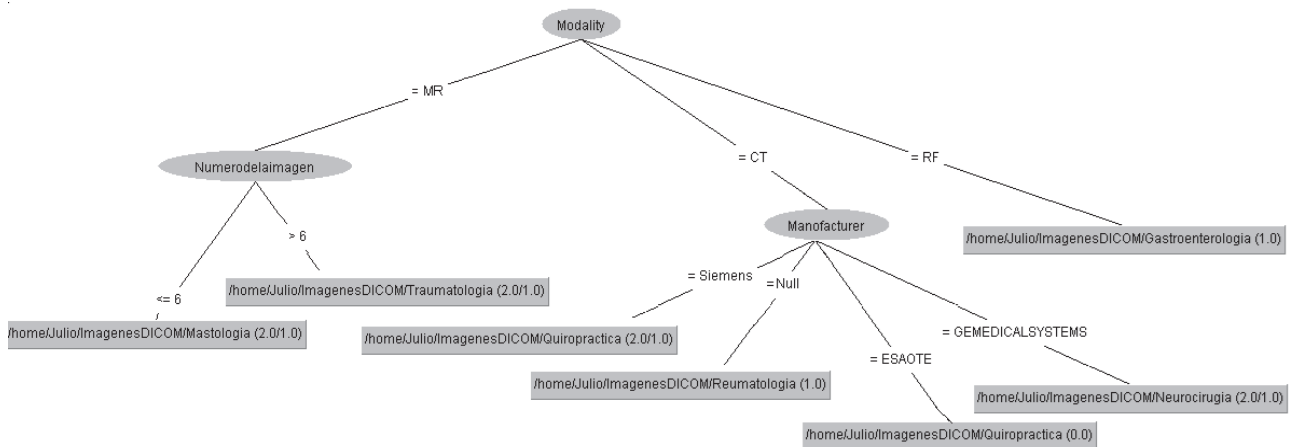 Modality
= MR
= CT
= RF
Numerodelaimagen
Manofacturer
/home/Julio/ImagenesDICOM/Gastroenterologia (1.0)
> 6
<= 6
/home/Julio/ImagenesDICOM/Traumatologia (2.0/1.0)
/home/Julio/ImagenesDICOM/Mastologia (2.0/1.0)
= Siemens
=Null
= ESAOTE
= GEMEDICALSYSTEMS
/home/Julio/ImagenesDICOM/Quiropractica (2.0/1.0)
/home/Julio/ImagenesDICOM/Reumatologia (1.0)
/home/Julio/ImagenesDICOM/Neurocirugia (2.0/1.0)
/home/Julio/ImagenesDICOM/Quiropractica (0.0)